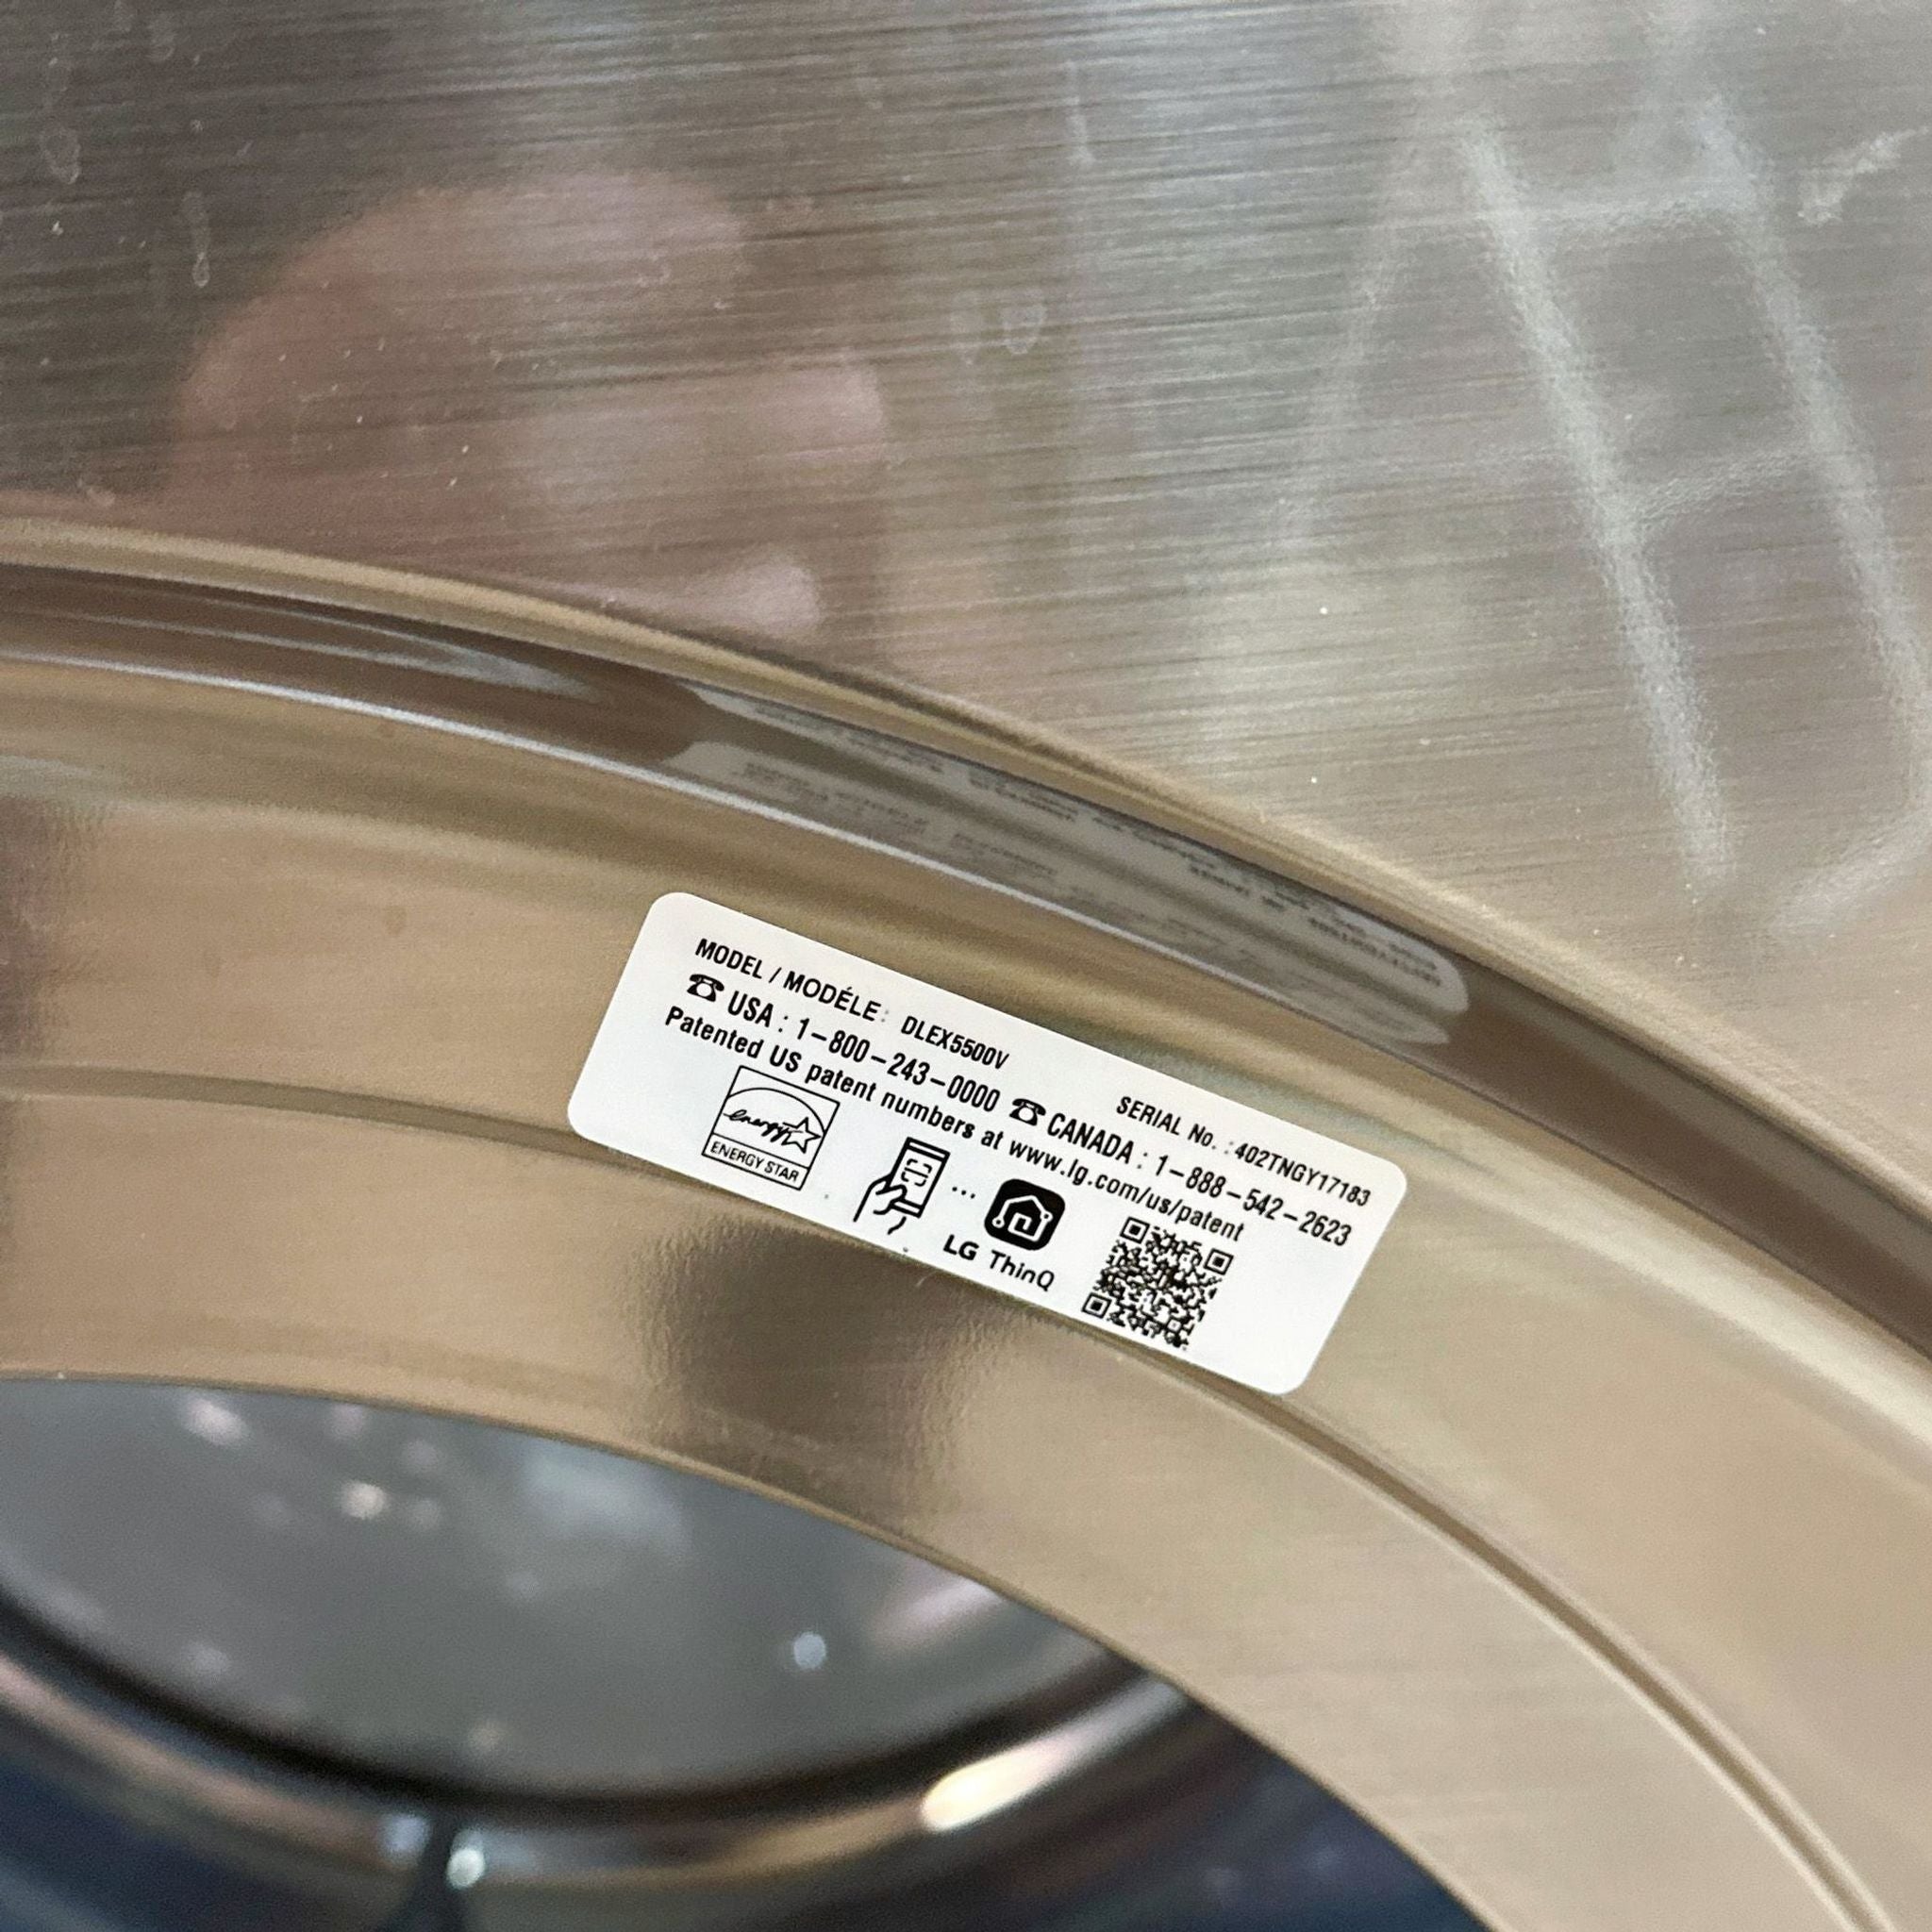 MODEL / MODÉLE : DLEX5500V
SERIAL No. : 402TNGY17183
USA : 1-800-243-0000 CANADA : 1-888-542-2623
Patented US patent numbers at www.lg.com/us/patent
energy
ENERGY STAR
LG ThinQ